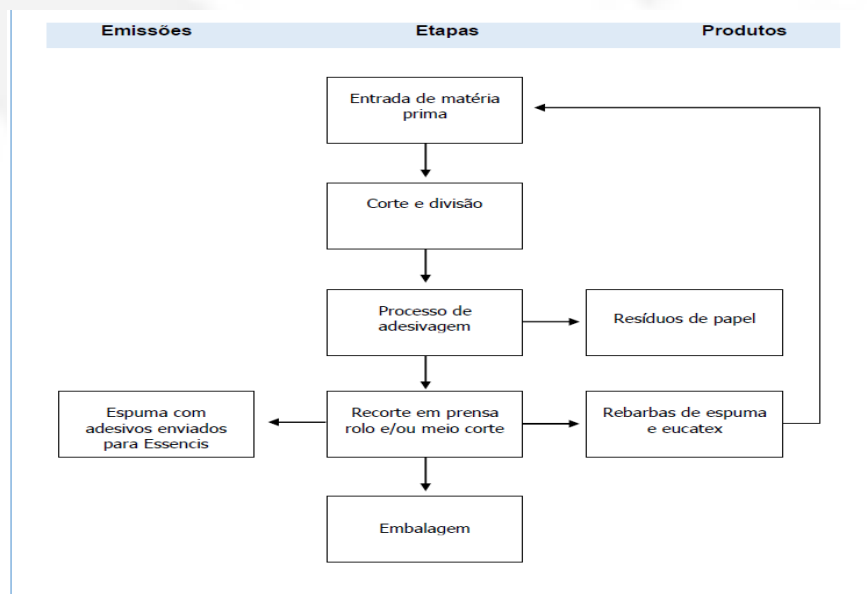 Emissões
Etapas
Produtos
Entrada de matéria
prima
Corte e divisão
Processo de
adesivagem
Resíduos de papel
Espuma com
adesivos enviados
para Essencis
Recorte em prensa
rolo e/ou meio corte
Rebarbas de espuma
e eucatex
Embalagem